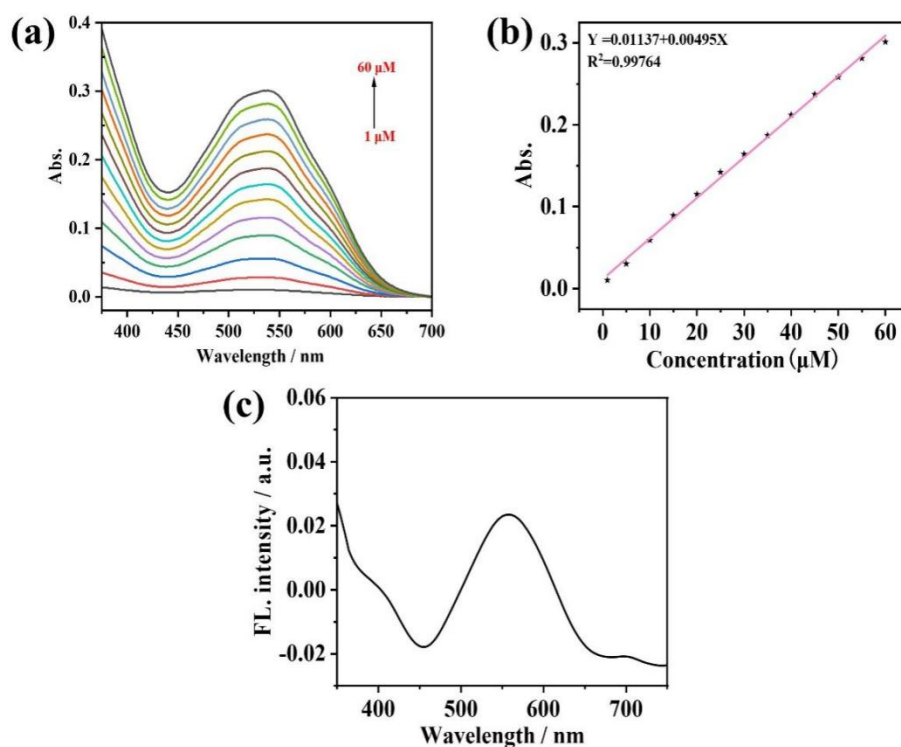 (a)
0.4
0.3
0.2
0.1
0.0
Abs.
60 μM
1 μM
400 450 500 550 600 650 700
Wavelength / nm
(b)
Y =0.01137+0.00495X
R²=0.99764
0.3
0.2
0.1
0.0
Abs.
0 10 20 30 40 50 60
Concentration (μM)
(c)
0.06
0.04
0.02
0.00
-0.02
FL. intensity / a.u.
400 500 600 700
Wavelength / nm